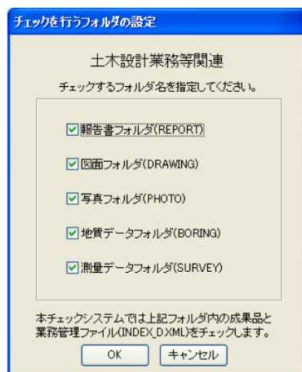 チェックを行うフォルダの設定
土木設計業務等関連
チェックするフォルダ名を指定してください。
報告書フォルダ(REPORT)
図面フォルダ(DRAWING)
写真フォルダ(PHOTO)
地質データフォルダ(BORING)
測量データフォルダ(SURVEY)
本チェックシステムでは上記フォルダ内の成果品と
業務管理ファイル(INDEX_D.XML)をチェックします。
OK キャンセル